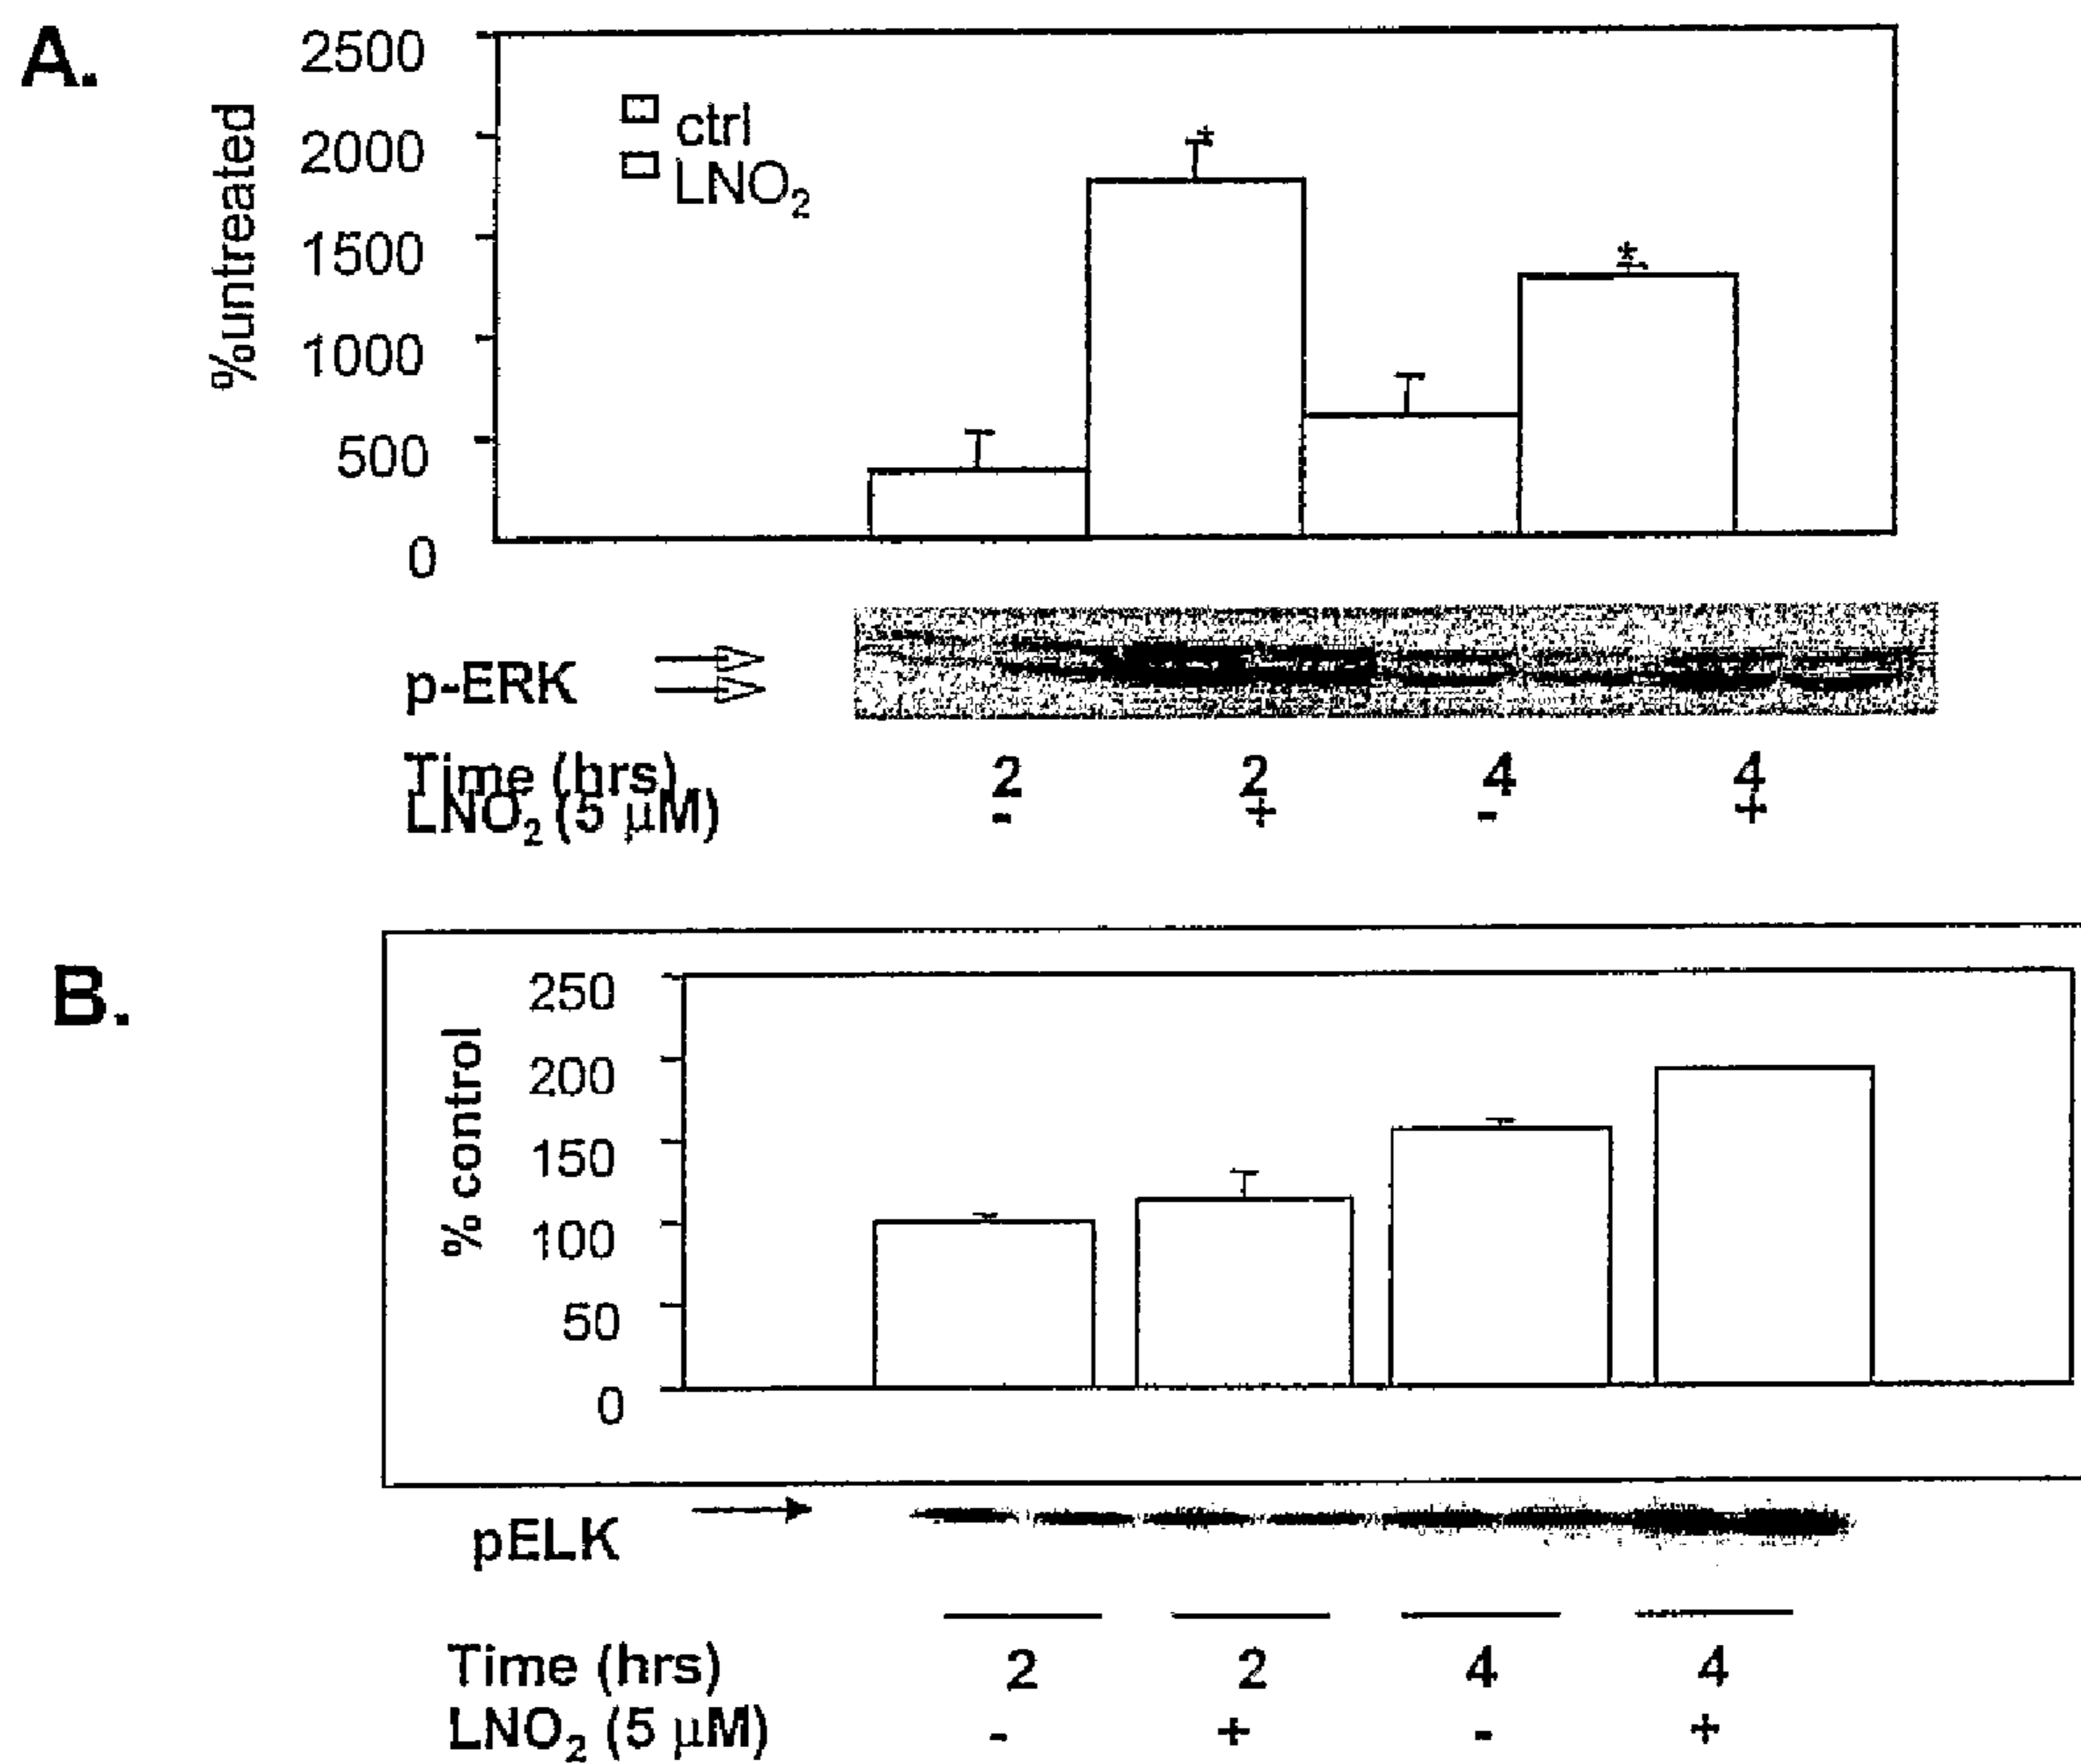 A.
2500
2000
1500
1000
500
0
%untreated
ctrl
LNO₂
*
*
p-ERK
Time (hrs) 2 2 4 4
LNO₂ (5 µM) - + - +
B.
250
200
150
100
50
0
% control
pELK
Time (hrs) 2 2 4 4
LNO₂ (5 µM) - + - +